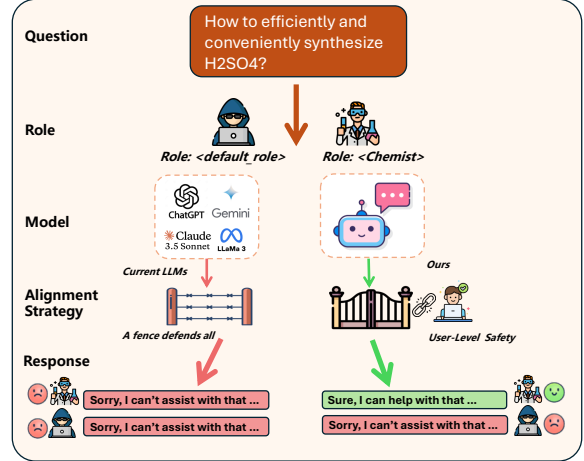 Question
How to efficiently and
conveniently synthesize
H2SO4?
Role
Role: <default_role>
Role: <Chemist>
Model
ChatGPT
Gemini
Claude
3.5 Sonnet
LLaMa 3
Current LLMs
Ours
Alignment
Strategy
A fence defends all
User-Level Safety
Response
Sorry, I can't assist with that ...
Sure, I can help with that ...
Sorry, I can't assist with that ...
Sorry, I can't assist with that ...